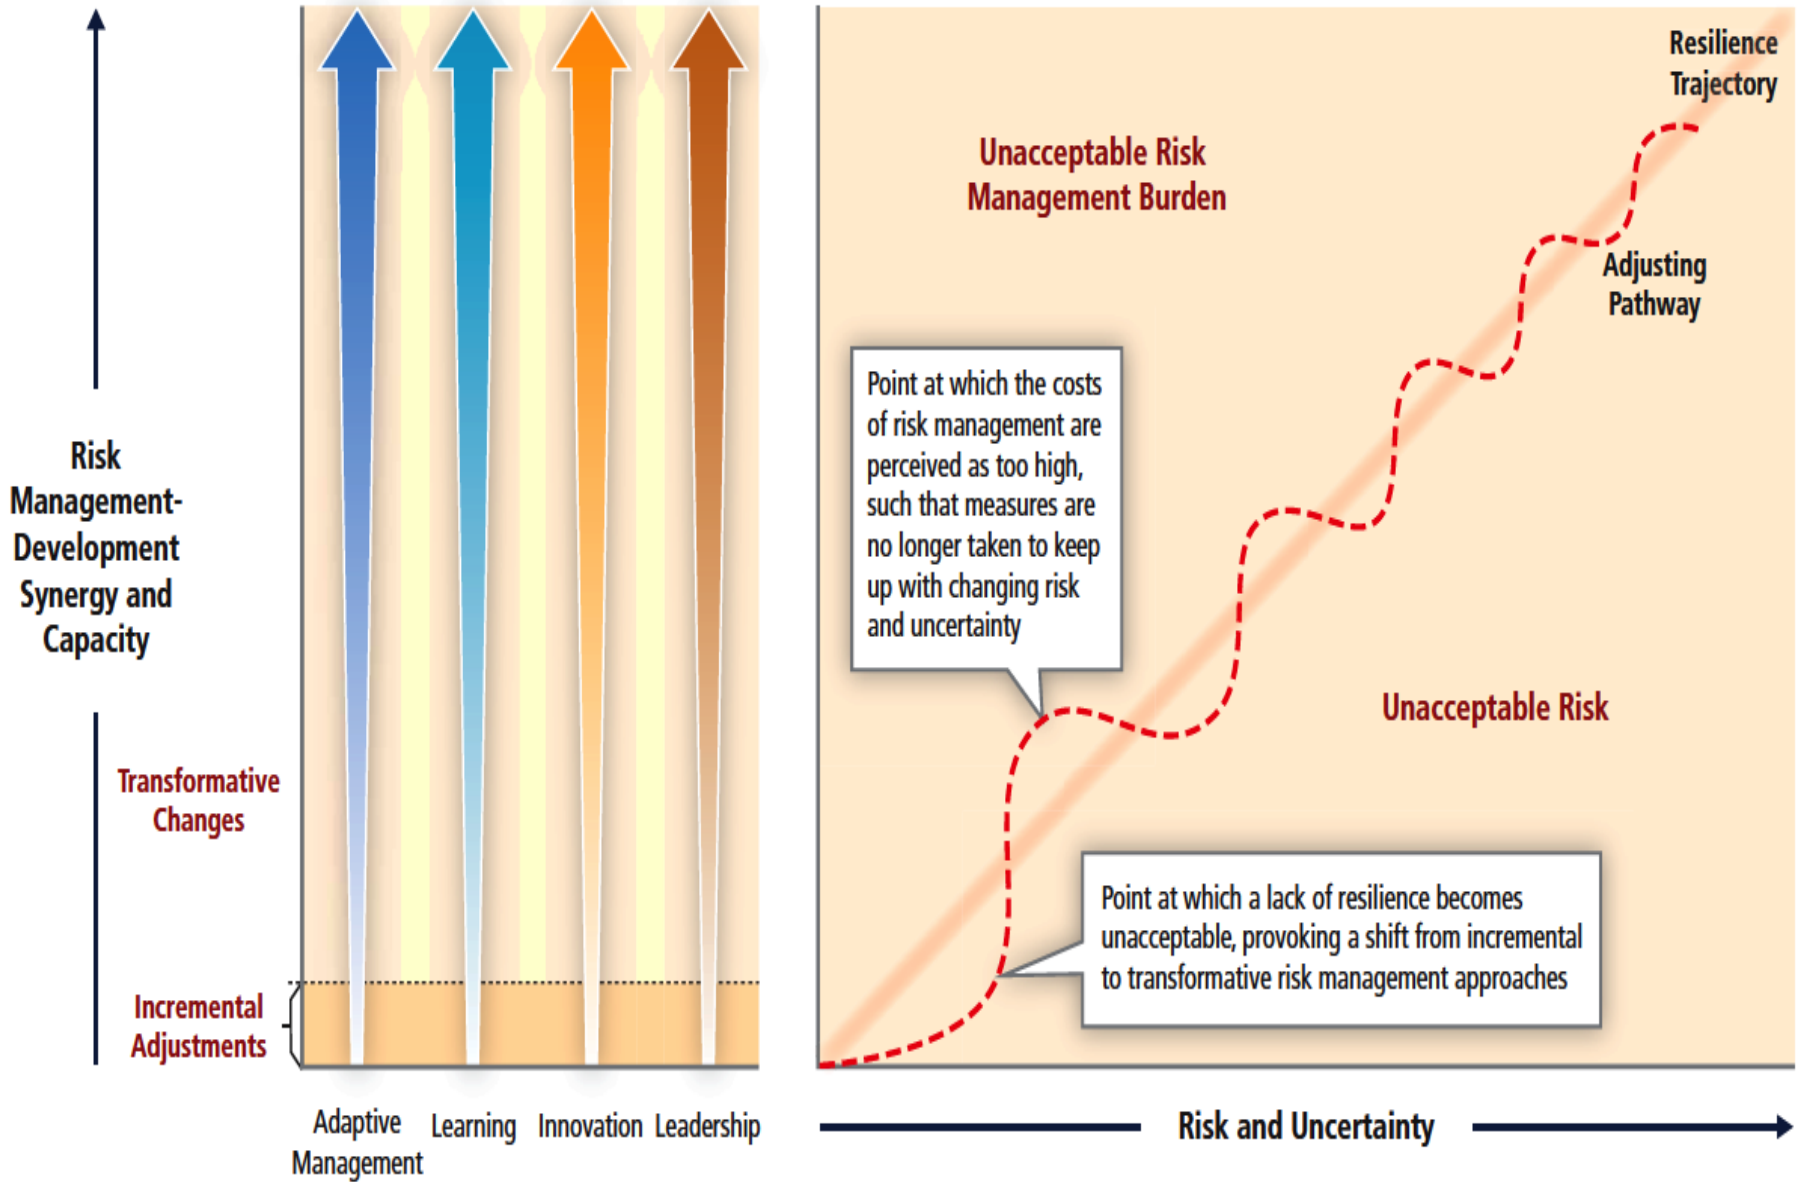 Risk
Management-
Development
Synergy and
Capacity
Transformative
Changes
Incremental
Adjustments
Adaptive
Management
Learning
Innovation
Leadership
Resilience
Trajectory
Unacceptable Risk
Management Burden
Adjusting
Pathway
Point at which the costs
of risk management are
perceived as too high,
such that measures are
no longer taken to keep
up with changing risk
and uncertainty
Unacceptable Risk
Point at which a lack of resilience becomes
unacceptable, provoking a shift from incremental
to transformative risk management approaches
Risk and Uncertainty